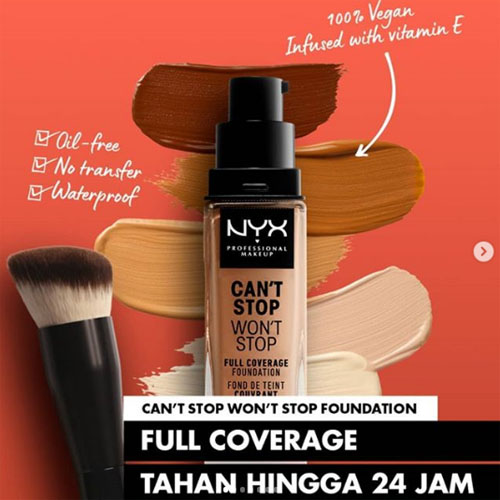 100% Vegan
Infused with vitamin E
Oil-free
No transfer
Waterproof
NYX
PROFESSIONAL
MAKEUP
CAN'T
STOP
WON'T
STOP
FULL COVERAGE
FOUNDATION
FOND DE TEINT
COUVRANT
CAN'T STOP WON'T STOP FOUNDATION
FULL COVERAGE
TAHAN HINGGA 24 JAM